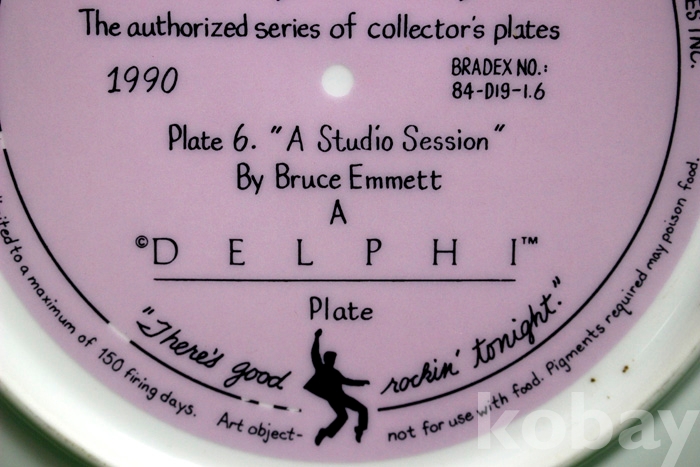 The authorized series of collector's plates
1990
BRADEX NO.:
84-D19-1.6
Plate 6. "A Studio Session"
By Bruce Emmett
A
©DELPHI™
Plate
"There's good rockin' tonight."
to a maximum of 150 firing days. Art object- not for use with food. Pigments required may poison food.
INC.
kobay